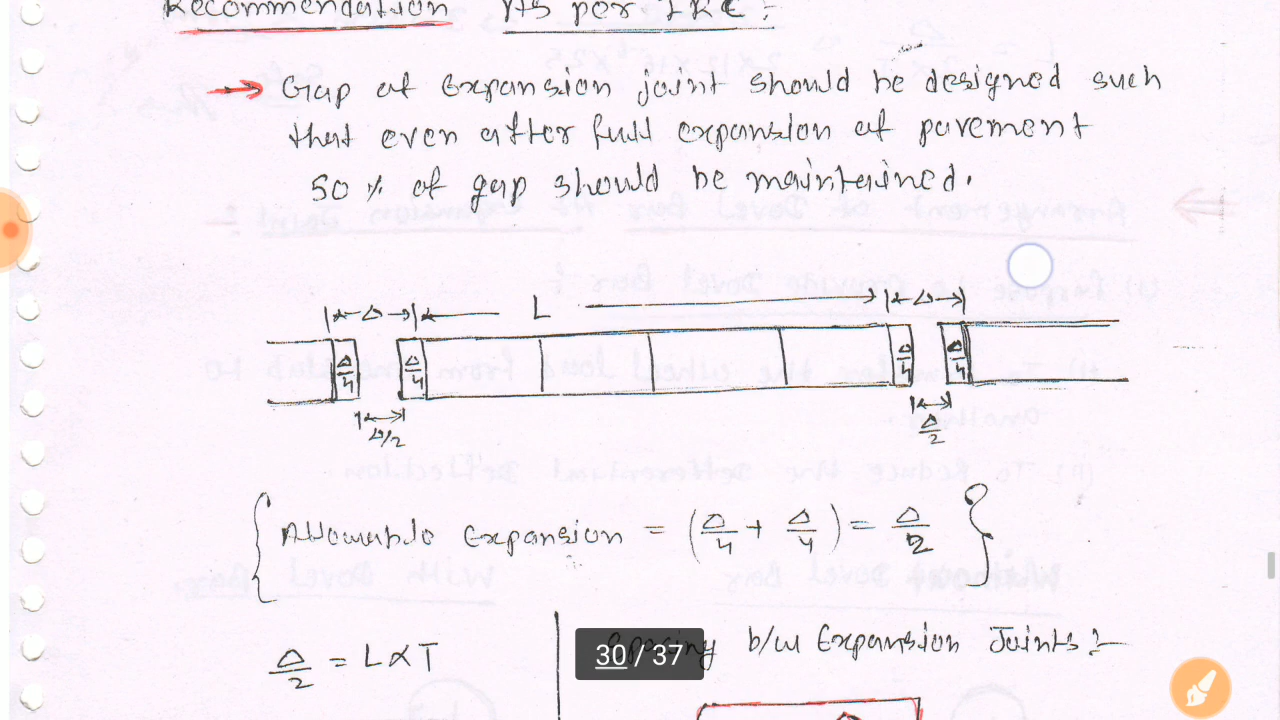 Recommendation As per IRC :
→ Gap at Expansion joint should be designed such
that even after full expansion of pavement
50 % of gap should be maintained.
Δ L Δ
Δ/4 Δ/4 Δ/4 Δ/4
Δ/2 Δ/2
{ Allowable Expansion = (Δ/4 + Δ/4) = Δ/2 }
Δ/2 = LαT
Spacing b/w Expansion Joints :-
30 / 37